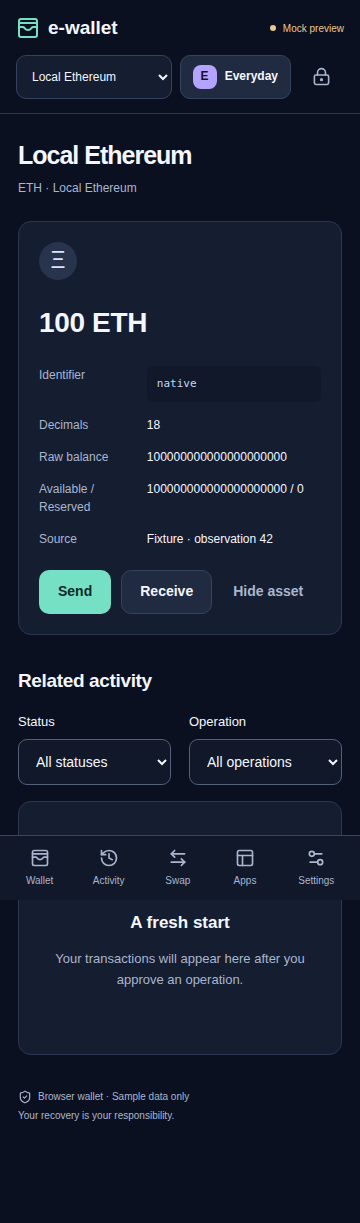 e-wallet
Mock preview
Local Ethereum
E Everyday
Local Ethereum
ETH · Local Ethereum
Ξ
100 ETH
Identifier native
Decimals 18
Raw balance 100000000000000000000
Available / 100000000000000000000 / 0
Reserved
Source Fixture · observation 42
Send Receive Hide asset
Related activity
Status Operation
All statuses All operations
Wallet Activity Swap Apps Settings
A fresh start
Your transactions will appear here after you
approve an operation.
Browser wallet · Sample data only
Your recovery is your responsibility.